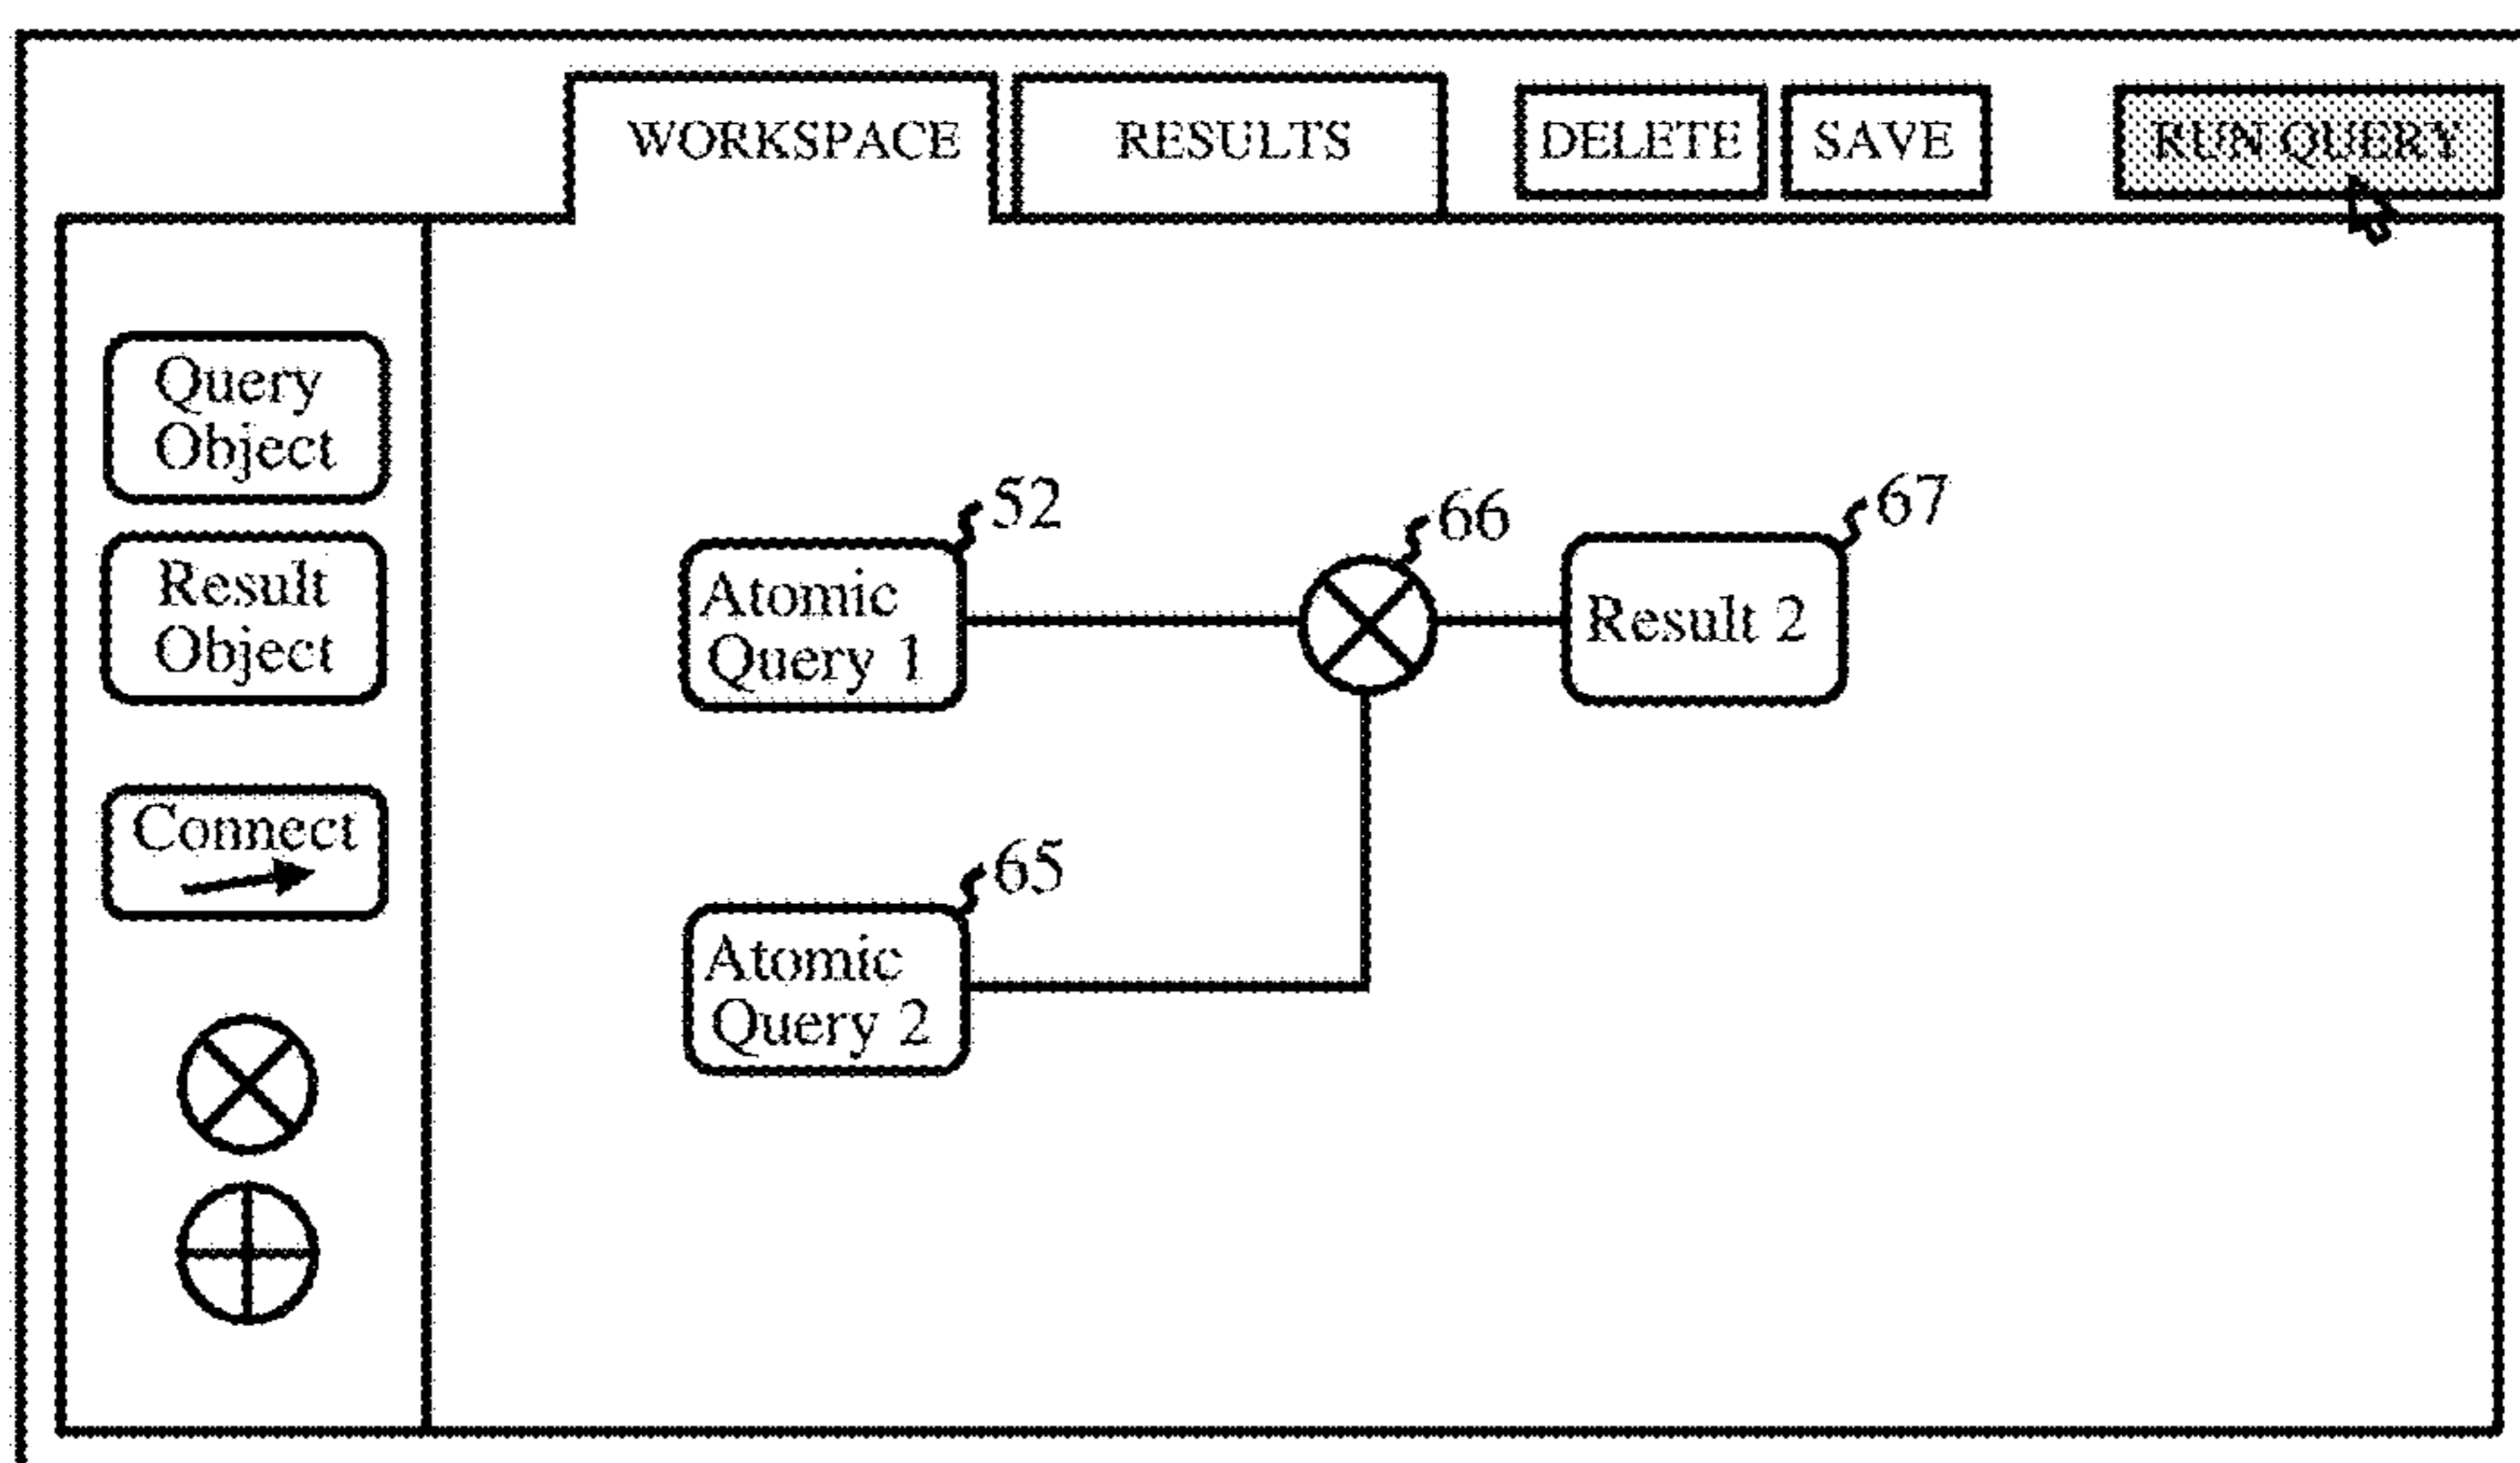 WORKSPACE RESULTS DELETE SAVE RUN QUERY
Query
Object
Result
Object
Connect
52
Atomic
Query 1
66
67
Result 2
65
Atomic
Query 2